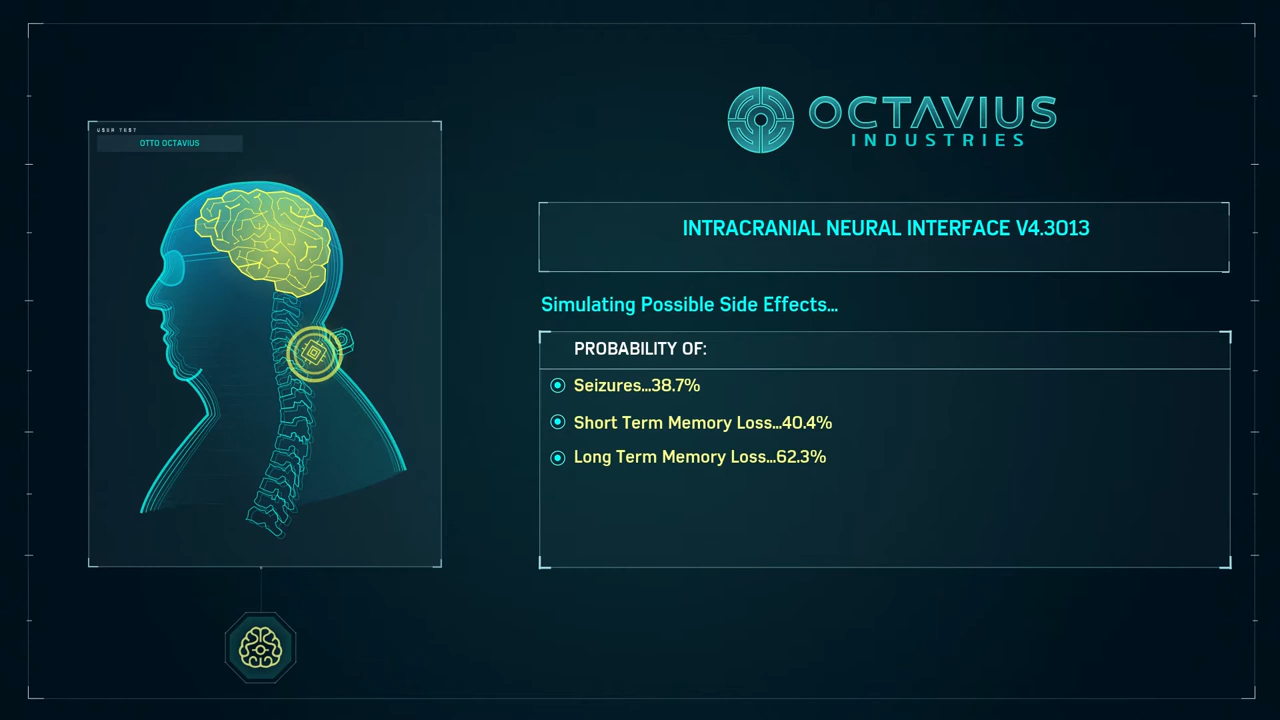 USER TEST
OTTO OCTAVIUS
OCTAVIUS
INDUSTRIES
INTRACRANIAL NEURAL INTERFACE V4.3013
Simulating Possible Side Effects...
PROBABILITY OF:
Seizures...38.7%
Short Term Memory Loss...40.4%
Long Term Memory Loss...62.3%